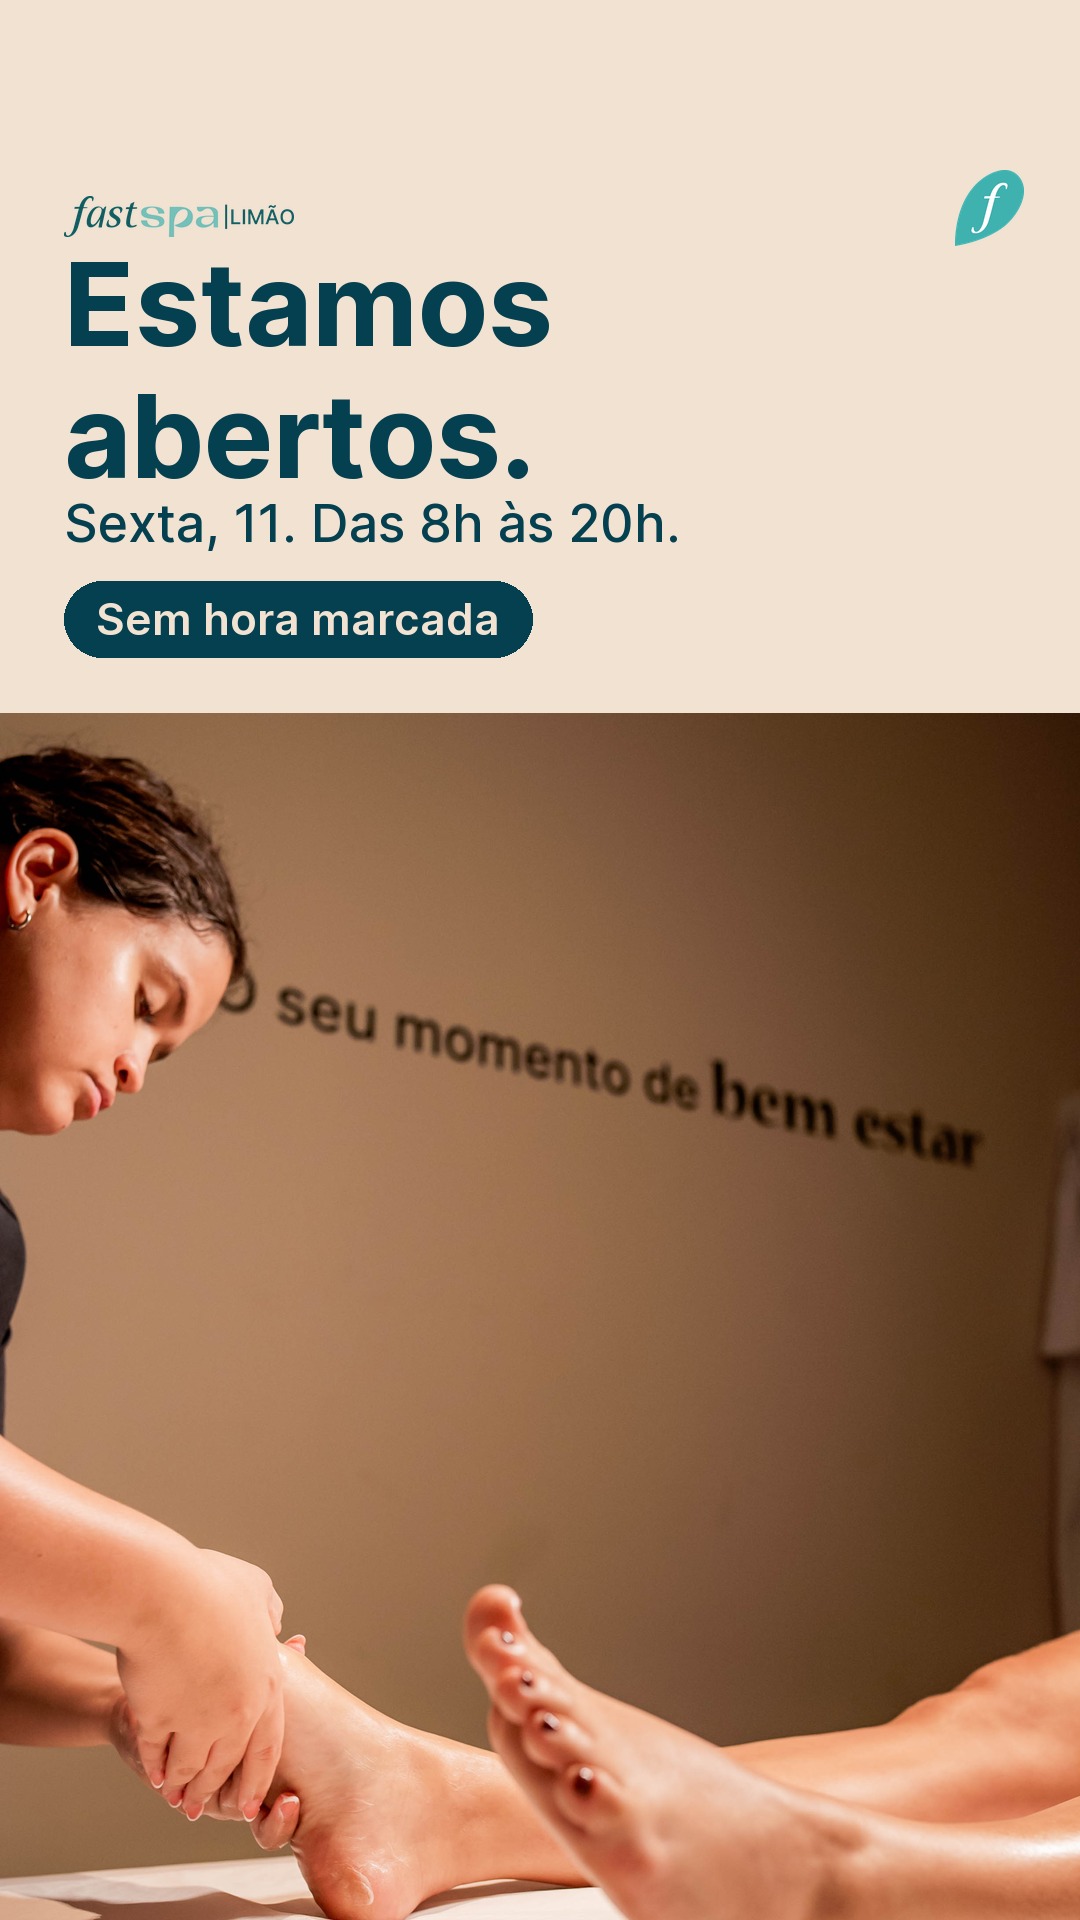 fastspa|LIMÃO
f
Estamos
abertos.
Sexta, 11. Das 8h às 20h.
Sem hora marcada
O seu momento de bem estar